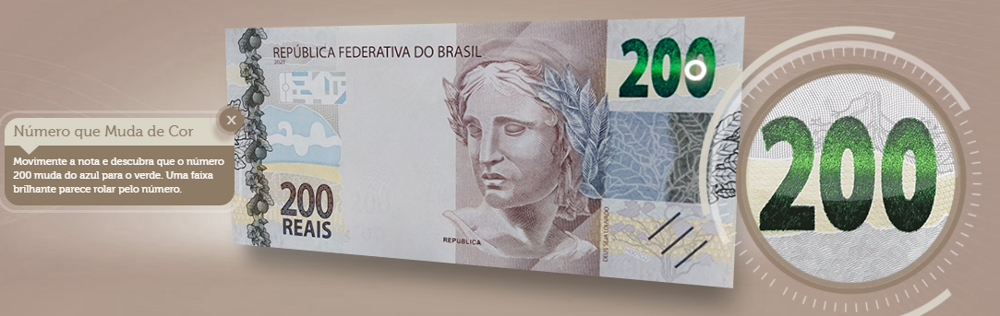 Número que Muda de Cor
X
Movimente a nota e descubra que o número
200 muda do azul para o verde. Uma faixa
brilhante parece rolar pelo número.
REPÚBLICA FEDERATIVA DO BRASIL
2020
200
200
REAIS
REPÚBLICA
DEUS SEJA LOUVADO
200